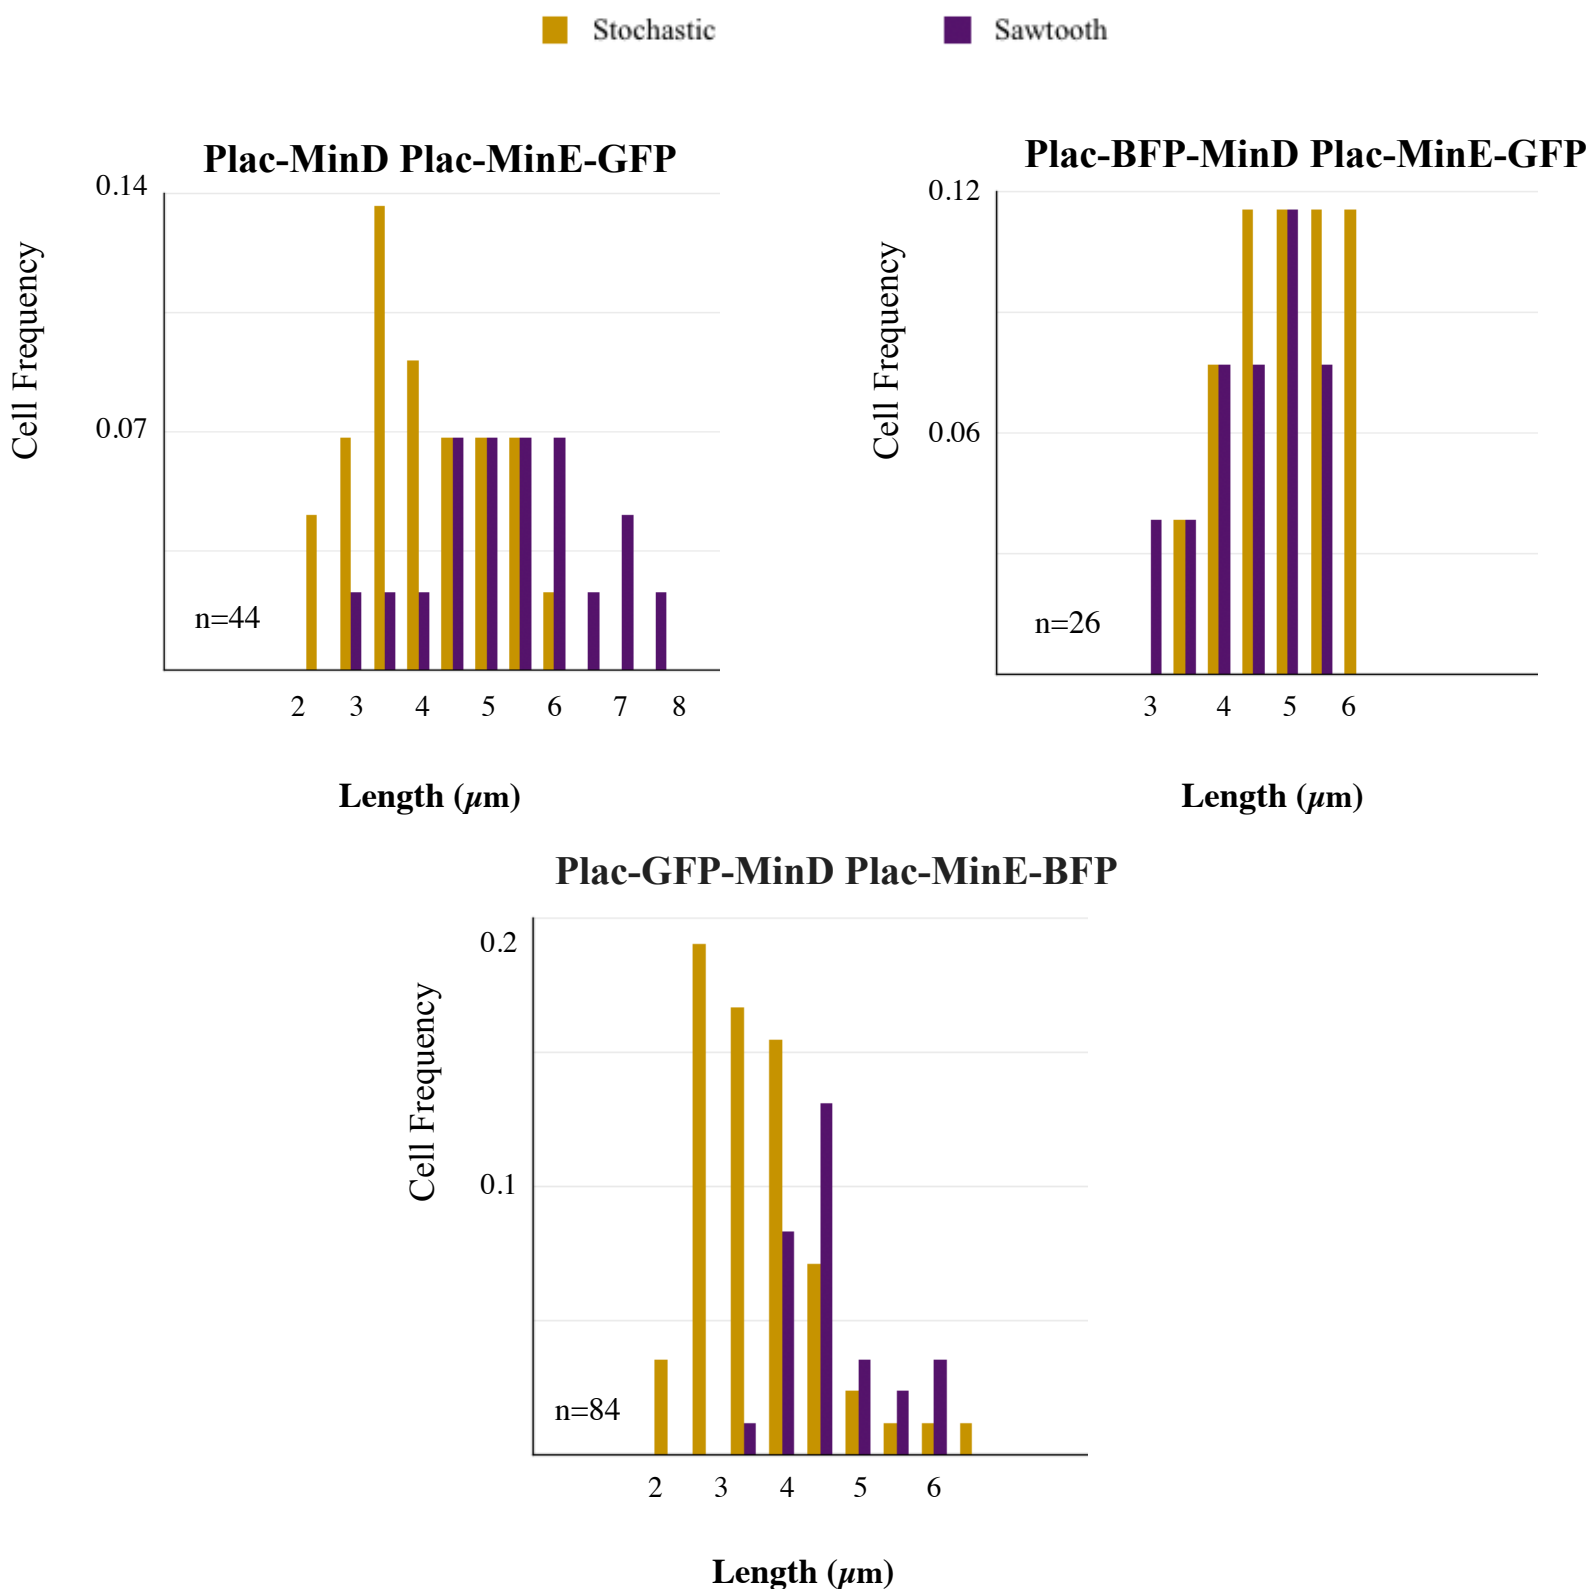 Stochastic Sawtooth
Plac-MinD Plac-MinE-GFP
0.14
0.07
Cell Frequency
n=44
2 3 4 5 6 7 8
Length (µm)
Plac-BFP-MinD Plac-MinE-GFP
0.12
0.06
Cell Frequency
n=26
3 4 5 6
Length (µm)
Plac-GFP-MinD Plac-MinE-BFP
0.2
0.1
Cell Frequency
n=84
2 3 4 5 6
Length (µm)